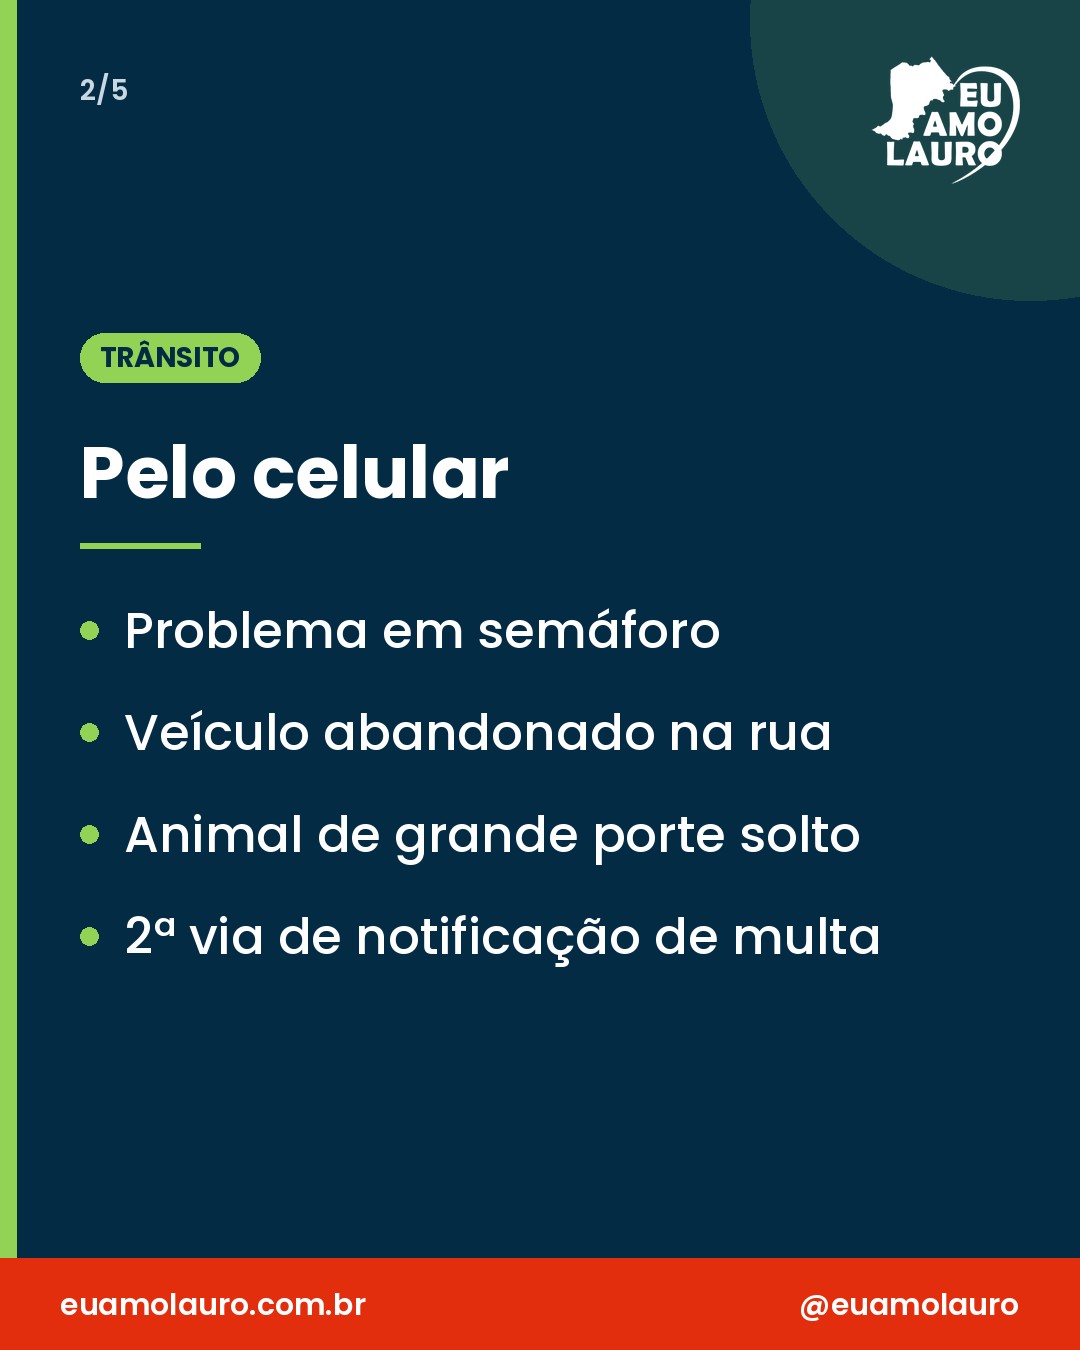 2/5
EU
AMO
LAURO
TRÂNSITO
Pelo celular
Problema em semáforo
Veículo abandonado na rua
Animal de grande porte solto
2ª via de notificação de multa
euamolauro.com.br
@euamolauro